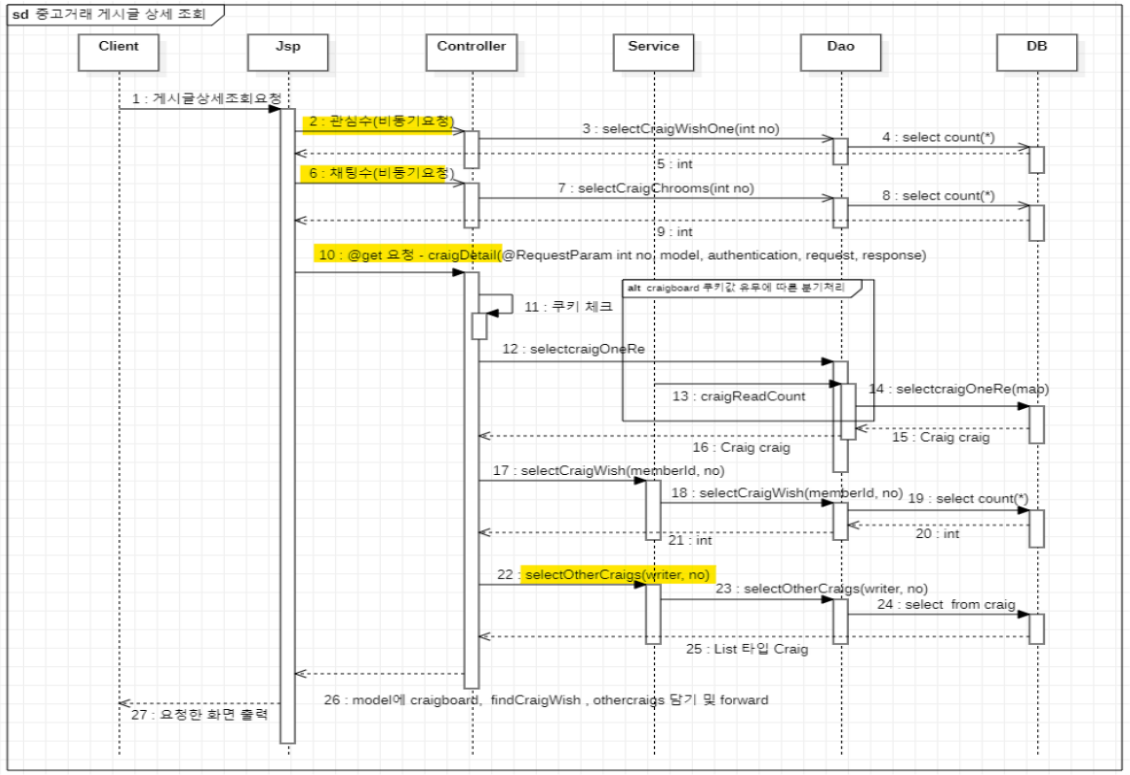 sd 중고거래 게시글 상세 조회
Client
Jsp
Controller
Service
Dao
DB
1 : 게시글상세조회요청
2 : 관심수(비동기요청)
3 : selectCraigWishOne(int no)
4 : select count(*)
5 : int
6 : 채팅수(비동기요청)
7 : selectCraigChrooms(int no)
8 : select count(*)
9 : int
10 : @get 요청 - craigDetail(@RequestParam int no, model, authentication, request, response)
alt craigboard 쿠키값 유무에 따른 분기처리
11 : 쿠키 체크
12 : selectcraigOneRe
13 : craigReadCount
14 : selectcraigOneRe(map)
15 : Craig craig
16 : Craig craig
17 : selectCraigWish(memberId, no)
18 : selectCraigWish(memberId, no)
19 : select count(*)
20 : int
21 : int
22 : selectOtherCraigs(writer, no)
23 : selectOtherCraigs(writer, no)
24 : select from craig
25 : List 타입 Craig
26 : model에 craigboard, findCraigWish , othercraigs 담기 및 forward
27 : 요청한 화면 출력